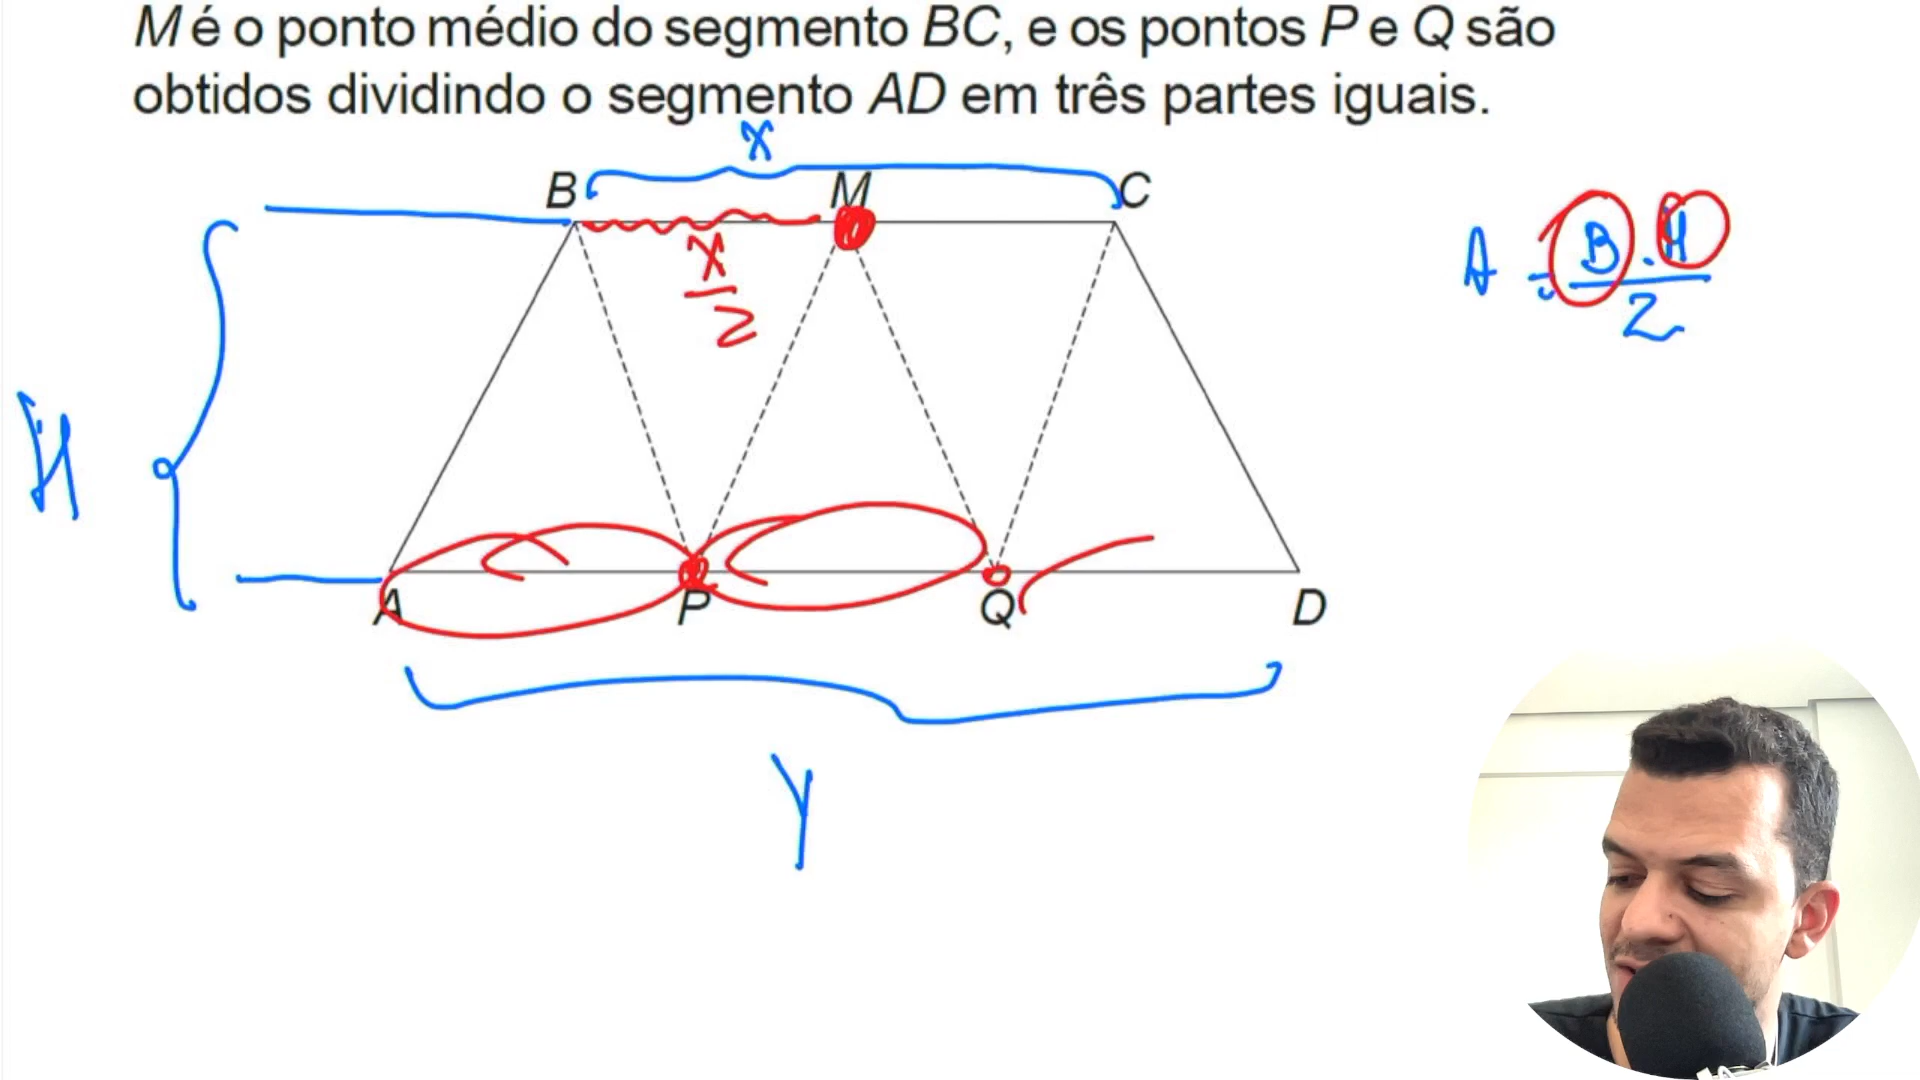 M é o ponto médio do segmento BC, e os pontos P e Q são
obtidos dividindo o segmento AD em três partes iguais.
x
B M C
x
2
A = B . H
2
H
A P Q D
Y